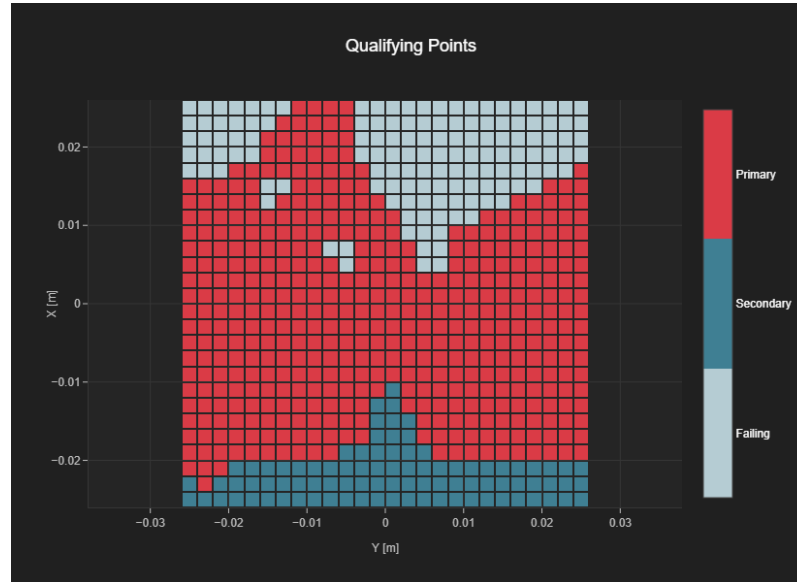 Qualifying Points
0.02
0.01
0
−0.01
−0.02
X [m]
−0.03
−0.02
−0.01
0
0.01
0.02
0.03
Y [m]
Primary
Secondary
Failing